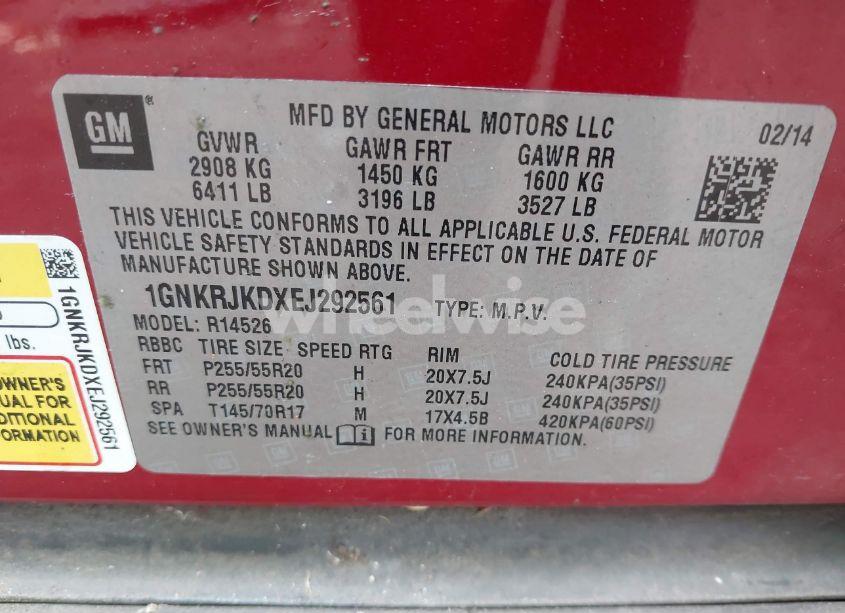 GM
MFD BY GENERAL MOTORS LLC
02/14
GVWR GAWR FRT GAWR RR
2908 KG 1450 KG 1600 KG
6411 LB 3196 LB 3527 LB
THIS VEHICLE CONFORMS TO ALL APPLICABLE U.S. FEDERAL MOTOR
VEHICLE SAFETY STANDARDS IN EFFECT ON THE DATE OF
MANUFACTURE SHOWN ABOVE.
1GNKRJKDXEJ292561 TYPE: M.P.V.
MODEL: R14526
wheelwise
RBBC TIRE SIZE SPEED RTG RIM COLD TIRE PRESSURE
FRT P255/55R20 H 20X7.5J 240KPA(35PSI)
RR P255/55R20 H 20X7.5J 240KPA(35PSI)
SPA T145/70R17 M 17X4.5B 420KPA(60PSI)
SEE OWNER'S MANUAL FOR MORE INFORMATION.
1GNKRJKDXEJ292561
lbs.
OWNER'S
FOR